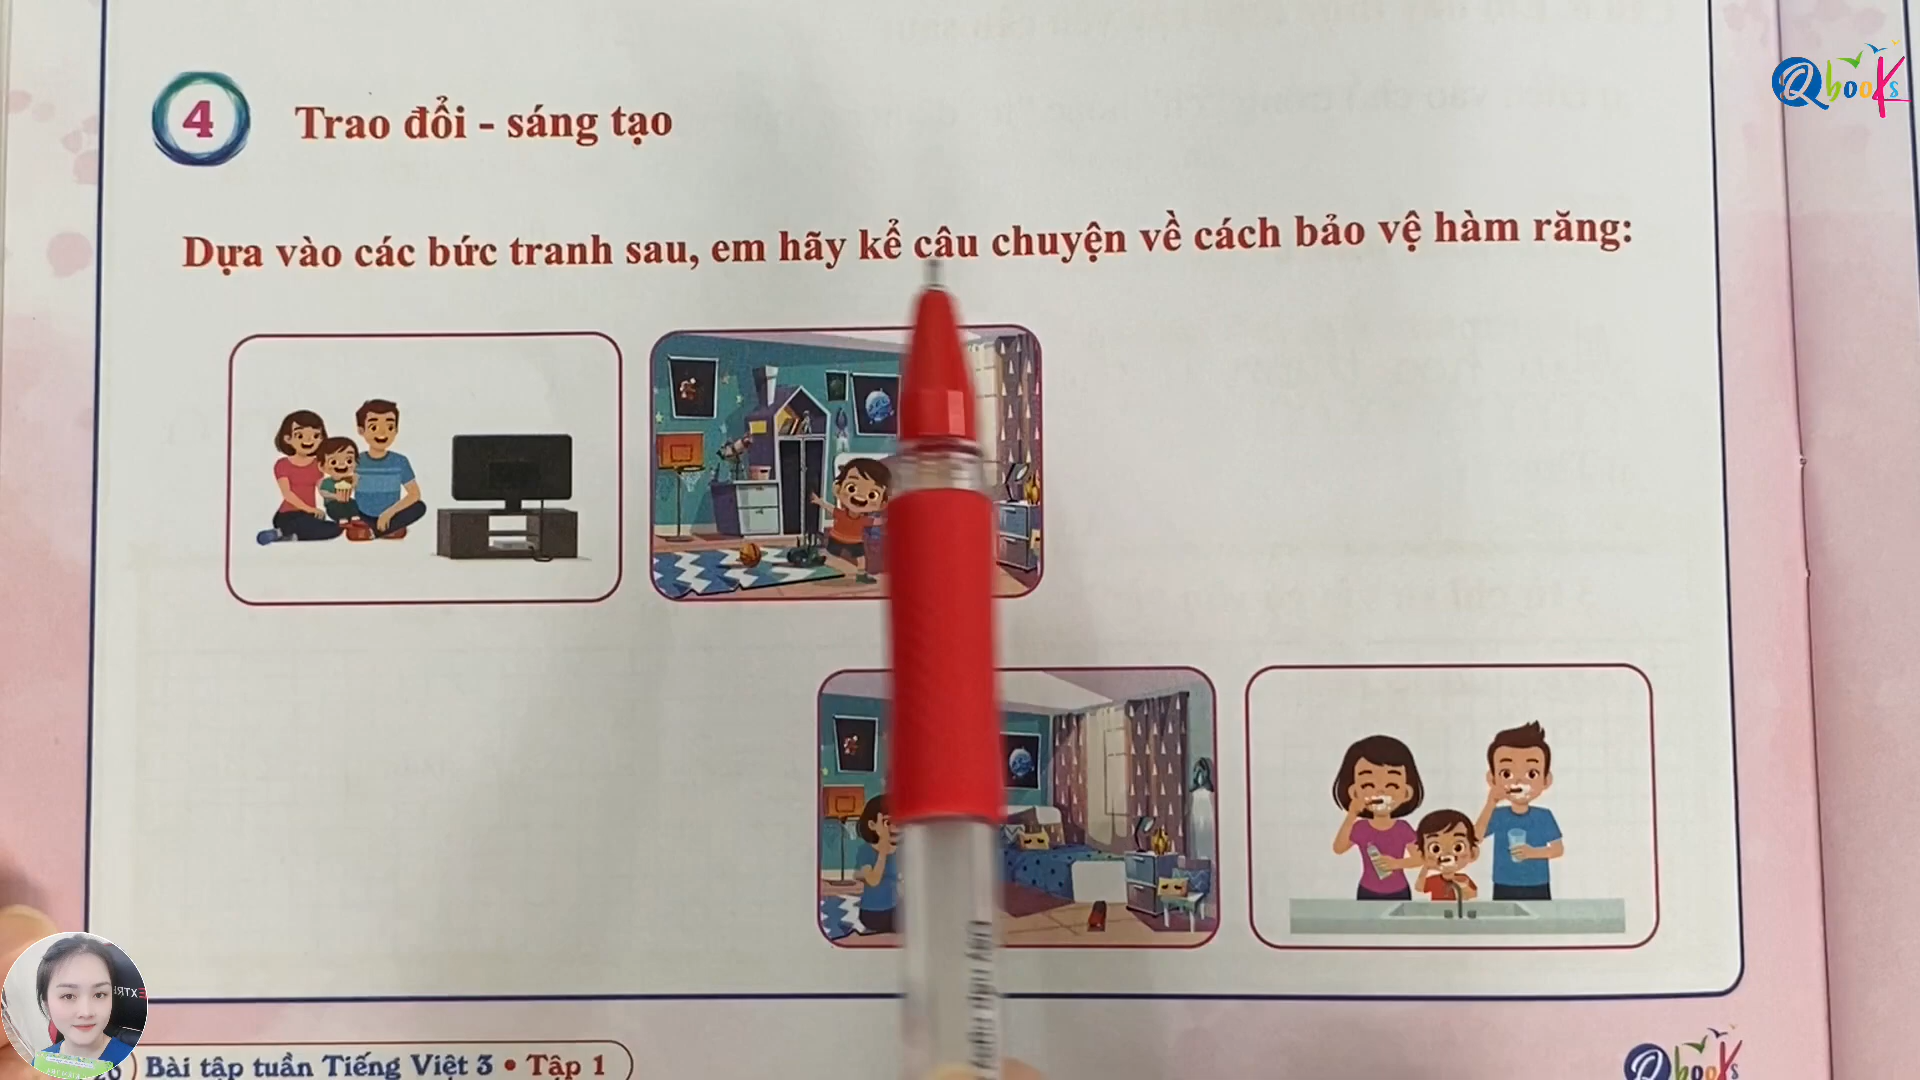 Qbooks
4
Trao đổi - sáng tạo
Dựa vào các bức tranh sau, em hãy kể câu chuyện về cách bảo vệ hàm răng:
Bài tập tuần Tiếng Việt 3 • Tập 1
Qbooks